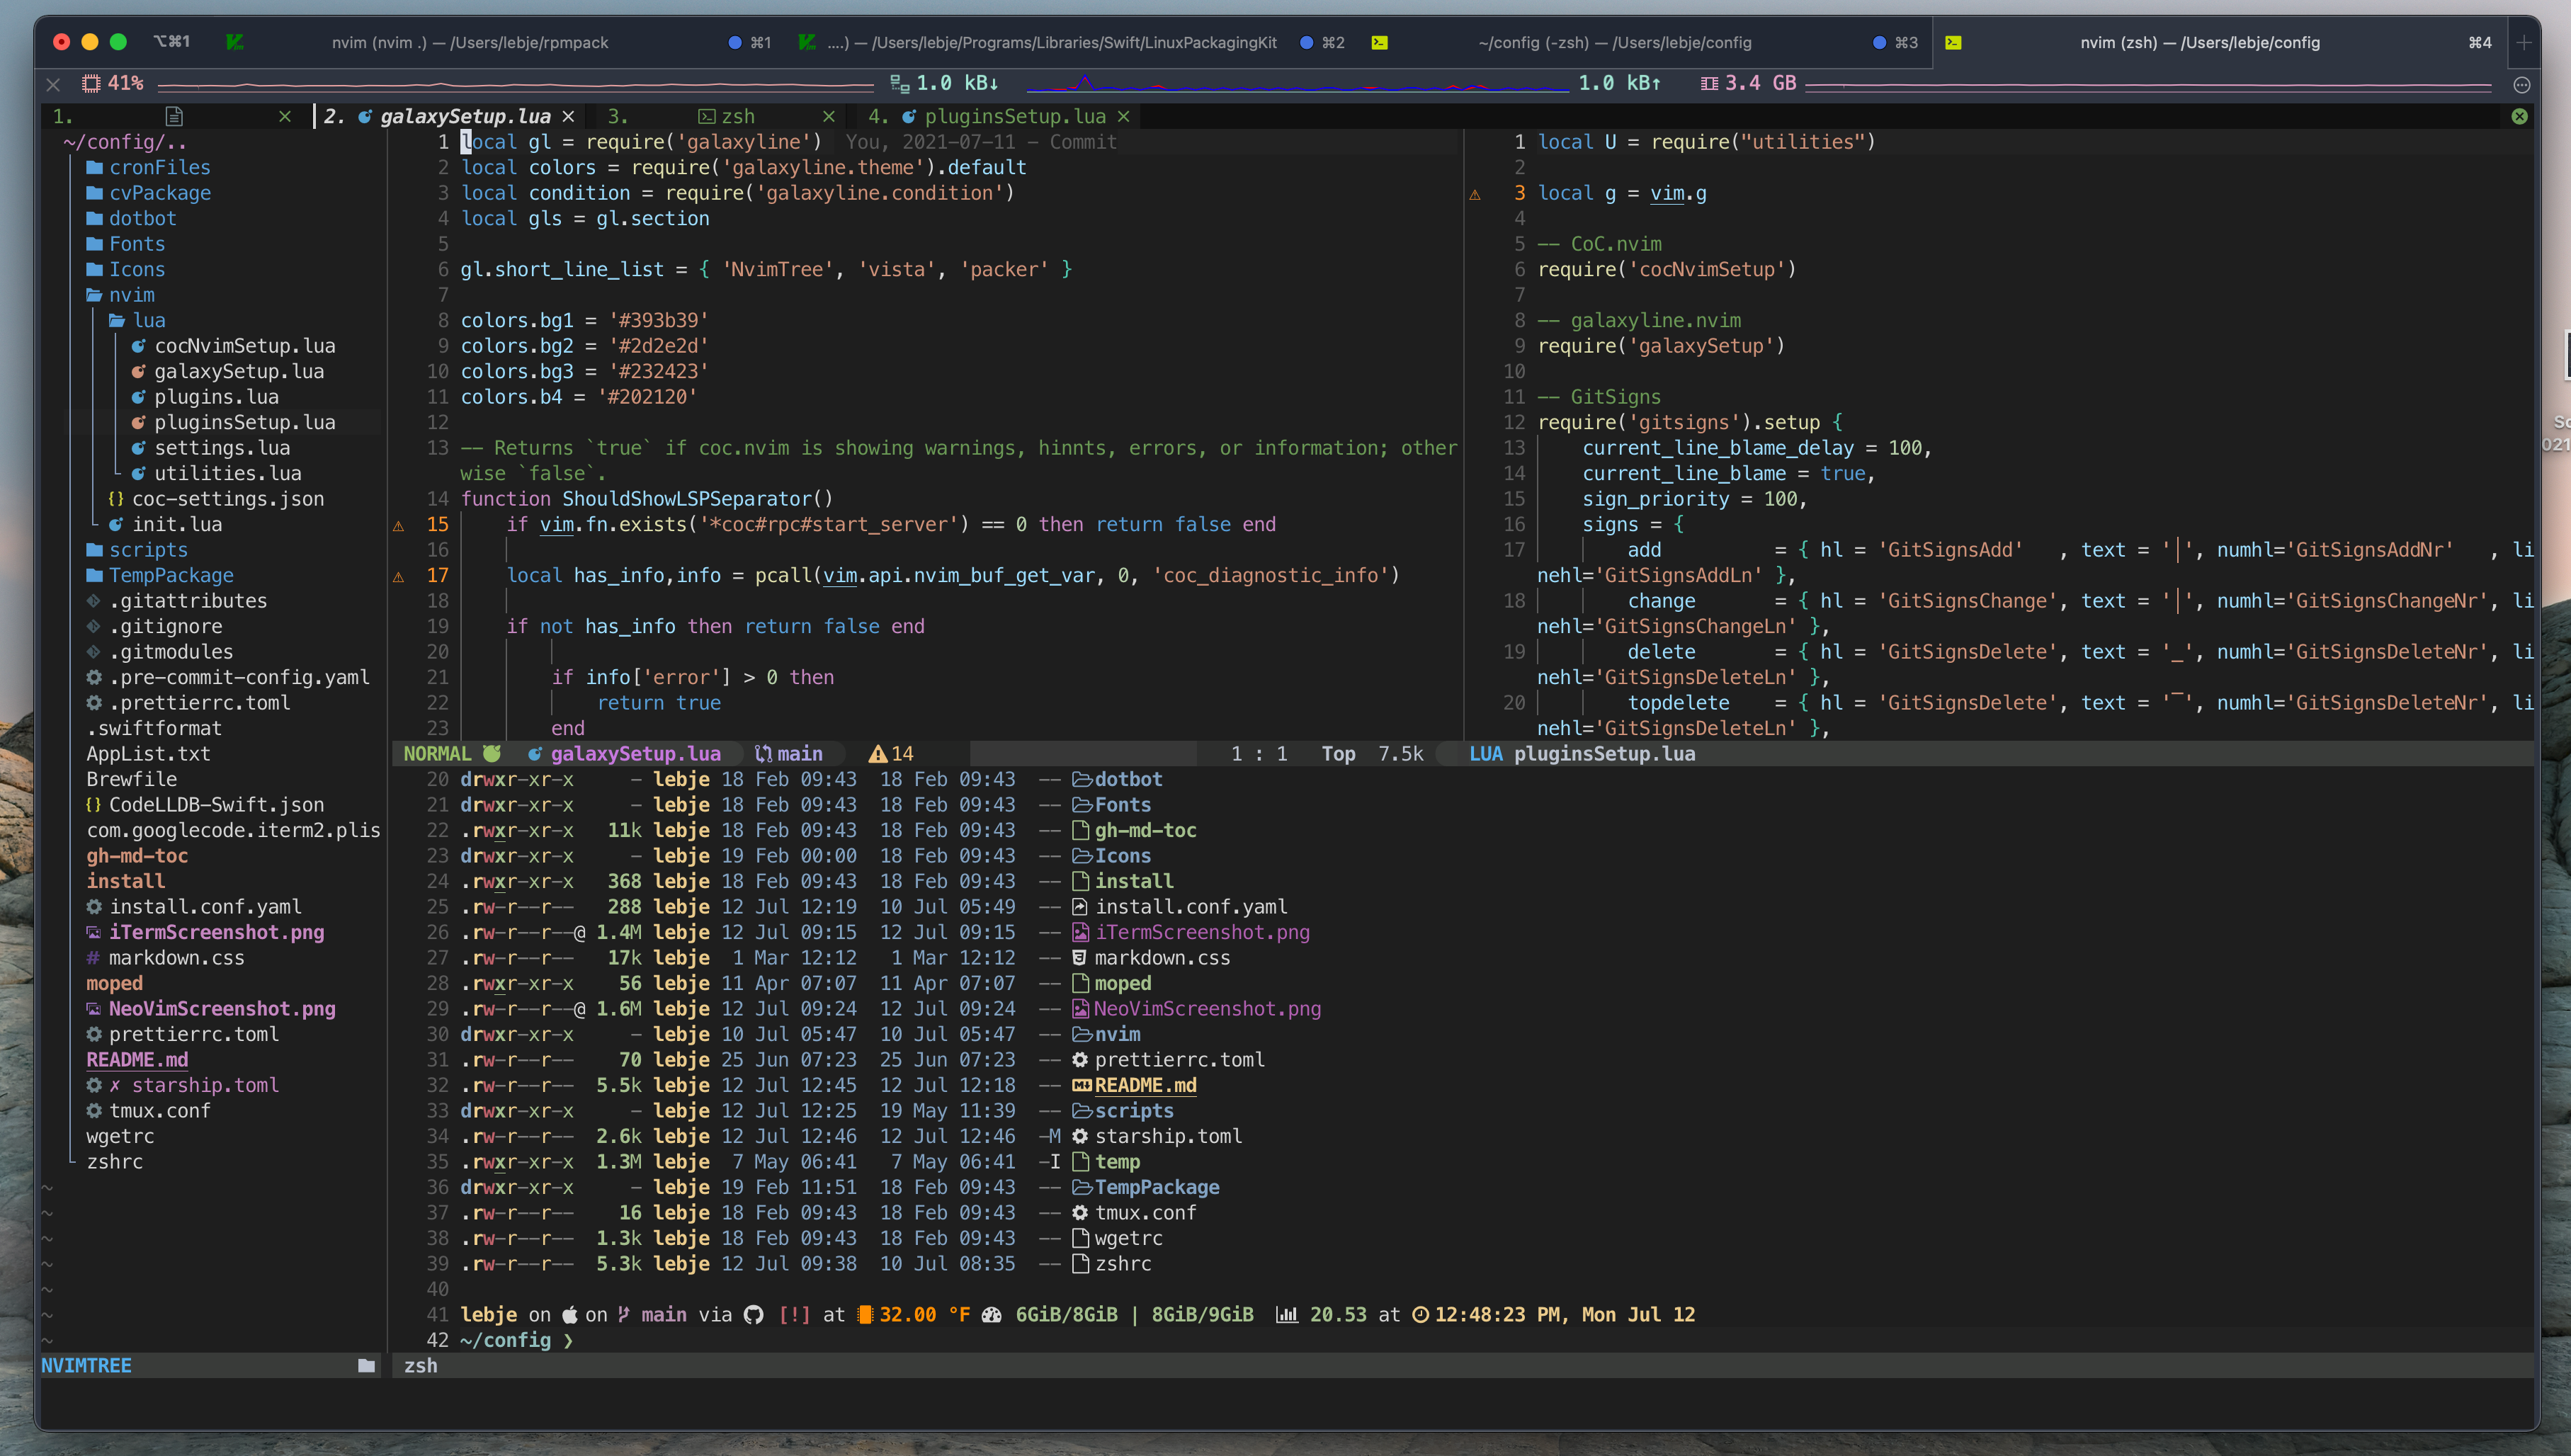 ⌥⌘1 nvim (nvim .) — /Users/lebje/rpmpack ⌘1 ....) — /Users/lebje/Programs/Libraries/Swift/LinuxPackagingKit ⌘2 ~/config (-zsh) — /Users/lebje/config ⌘3 nvim (zsh) — /Users/lebje/config ⌘4
41% 1.0 kB↓ 1.0 kB↑ 3.4 GB
1. 2. galaxySetup.lua 3. zsh 4. pluginsSetup.lua
~/config/..
cronFiles
cvPackage
dotbot
Fonts
Icons
nvim
lua
cocNvimSetup.lua
galaxySetup.lua
plugins.lua
pluginsSetup.lua
settings.lua
utilities.lua
{} coc-settings.json
init.lua
scripts
TempPackage
.gitattributes
.gitignore
.gitmodules
.pre-commit-config.yaml
.prettierrc.toml
.swiftformat
AppList.txt
Brewfile
{} CodeLLDB-Swift.json
com.googlecode.iterm2.plis
gh-md-toc
install
install.conf.yaml
iTermScreenshot.png
# markdown.css
moped
NeoVimScreenshot.png
prettierrc.toml
README.md
✗ starship.toml
tmux.conf
wgetrc
zshrc
~
~
~
~
~
~
~
NVIMTREE
1 local gl = require('galaxyline') You, 2021-07-11 - Commit
2 local colors = require('galaxyline.theme').default
3 local condition = require('galaxyline.condition')
4 local gls = gl.section
5
6 gl.short_line_list = { 'NvimTree', 'vista', 'packer' }
7
8 colors.bg1 = '#393b39'
9 colors.bg2 = '#2d2e2d'
10 colors.bg3 = '#232423'
11 colors.b4 = '#202120'
12
13 -- Returns `true` if coc.nvim is showing warnings, hinnts, errors, or information; other
wise `false`.
14 function ShouldShowLSPSeparator()
15 if vim.fn.exists('*coc#rpc#start_server') == 0 then return false end
16
17 local has_info,info = pcall(vim.api.nvim_buf_get_var, 0, 'coc_diagnostic_info')
18
19 if not has_info then return false end
20
21 if info['error'] > 0 then
22 return true
23 end
NORMAL galaxySetup.lua main 14 1 : 1 Top 7.5k
1 local U = require("utilities")
2
3 local g = vim.g
4
5 -- CoC.nvim
6 require('cocNvimSetup')
7
8 -- galaxyline.nvim
9 require('galaxySetup')
10
11 -- GitSigns
12 require('gitsigns').setup {
13 current_line_blame_delay = 100,
14 current_line_blame = true,
15 sign_priority = 100,
16 signs = {
17 add = { hl = 'GitSignsAdd' , text = '│', numhl='GitSignsAddNr' , li
nehl='GitSignsAddLn' },
18 change = { hl = 'GitSignsChange', text = '│', numhl='GitSignsChangeNr', li
nehl='GitSignsChangeLn' },
19 delete = { hl = 'GitSignsDelete', text = '_', numhl='GitSignsDeleteNr', li
nehl='GitSignsDeleteLn' },
20 topdelete = { hl = 'GitSignsDelete', text = '‾', numhl='GitSignsDeleteNr', li
nehl='GitSignsDeleteLn' },
LUA pluginsSetup.lua
20 drwxr-xr-x - lebje 18 Feb 09:43 18 Feb 09:43 -- dotbot
21 drwxr-xr-x - lebje 18 Feb 09:43 18 Feb 09:43 -- Fonts
22 .rwxr-xr-x 11k lebje 18 Feb 09:43 18 Feb 09:43 -- gh-md-toc
23 drwxr-xr-x - lebje 19 Feb 00:00 18 Feb 09:43 -- Icons
24 .rwxr-xr-x 368 lebje 18 Feb 09:43 18 Feb 09:43 -- install
25 .rw-r--r-- 288 lebje 12 Jul 12:19 10 Jul 05:49 -- install.conf.yaml
26 .rw-r--r--@ 1.4M lebje 12 Jul 09:15 12 Jul 09:15 -- iTermScreenshot.png
27 .rw-r--r-- 17k lebje 1 Mar 12:12 1 Mar 12:12 -- markdown.css
28 .rwxr-xr-x 56 lebje 11 Apr 07:07 11 Apr 07:07 -- moped
29 .rw-r--r--@ 1.6M lebje 12 Jul 09:24 12 Jul 09:24 -- NeoVimScreenshot.png
30 drwxr-xr-x - lebje 10 Jul 05:47 10 Jul 05:47 -- nvim
31 .rw-r--r-- 70 lebje 25 Jun 07:23 25 Jun 07:23 -- prettierrc.toml
32 .rw-r--r-- 5.5k lebje 12 Jul 12:45 12 Jul 12:18 -- README.md
33 drwxr-xr-x - lebje 12 Jul 12:25 19 May 11:39 -- scripts
34 .rw-r--r-- 2.6k lebje 12 Jul 12:46 12 Jul 12:46 -M starship.toml
35 .rwxr-xr-x 1.3M lebje 7 May 06:41 7 May 06:41 -I temp
36 drwxr-xr-x - lebje 19 Feb 11:51 18 Feb 09:43 -- TempPackage
37 .rw-r--r-- 16 lebje 18 Feb 09:43 18 Feb 09:43 -- tmux.conf
38 .rw-r--r-- 1.3k lebje 18 Feb 09:43 18 Feb 09:43 -- wgetrc
39 .rw-r--r-- 5.3k lebje 12 Jul 09:38 10 Jul 08:35 -- zshrc
40
41 lebje on on main via [!] at 32.00 °F 6GiB/8GiB | 8GiB/9GiB 20.53 at 12:48:23 PM, Mon Jul 12
42 ~/config ❯
zsh
Sc
021